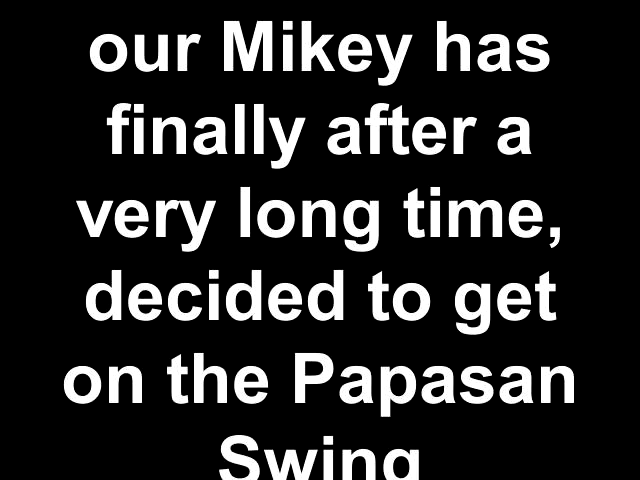 our Mikey has
finally after a
very long time,
decided to get
on the Papasan
Swing